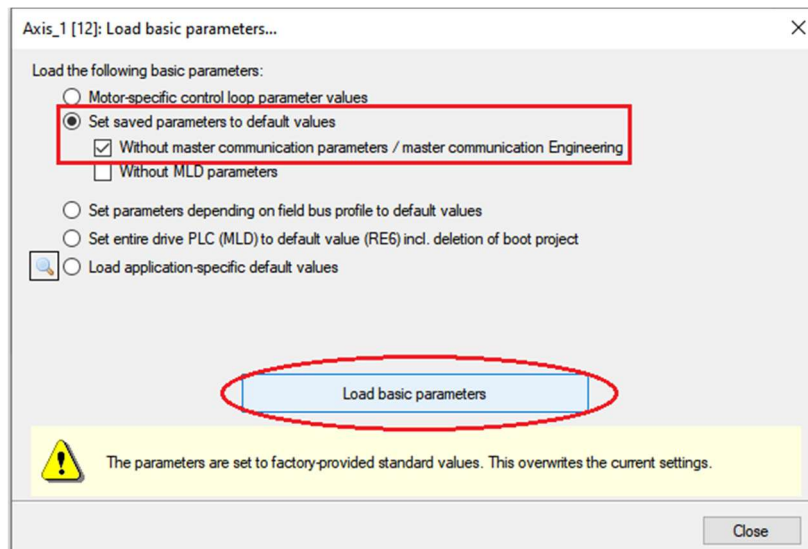 Axis_1 [12]: Load basic parameters...
Load the following basic parameters:
Motor-specific control loop parameter values
Set saved parameters to default values
Without master communication parameters / master communication Engineering
Without MLD parameters
Set parameters depending on field bus profile to default values
Set entire drive PLC (MLD) to default value (RE6) incl. deletion of boot project
Load application-specific default values
Load basic parameters
The parameters are set to factory-provided standard values. This overwrites the current settings.
Close